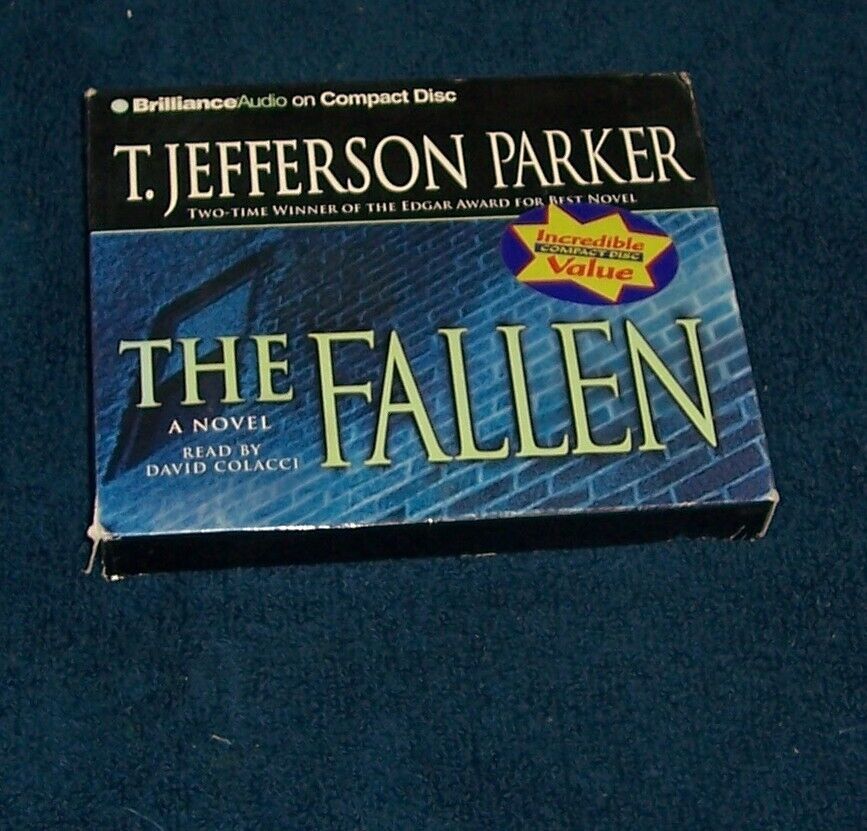 BrillianceAudio on Compact Disc
T. JEFFERSON PARKER
TWO-TIME WINNER OF THE EDGAR AWARD FOR BEST NOVEL
Incredible
COMPACT DISC
Value
THE FALLEN
A NOVEL
READ BY
DAVID COLACCI